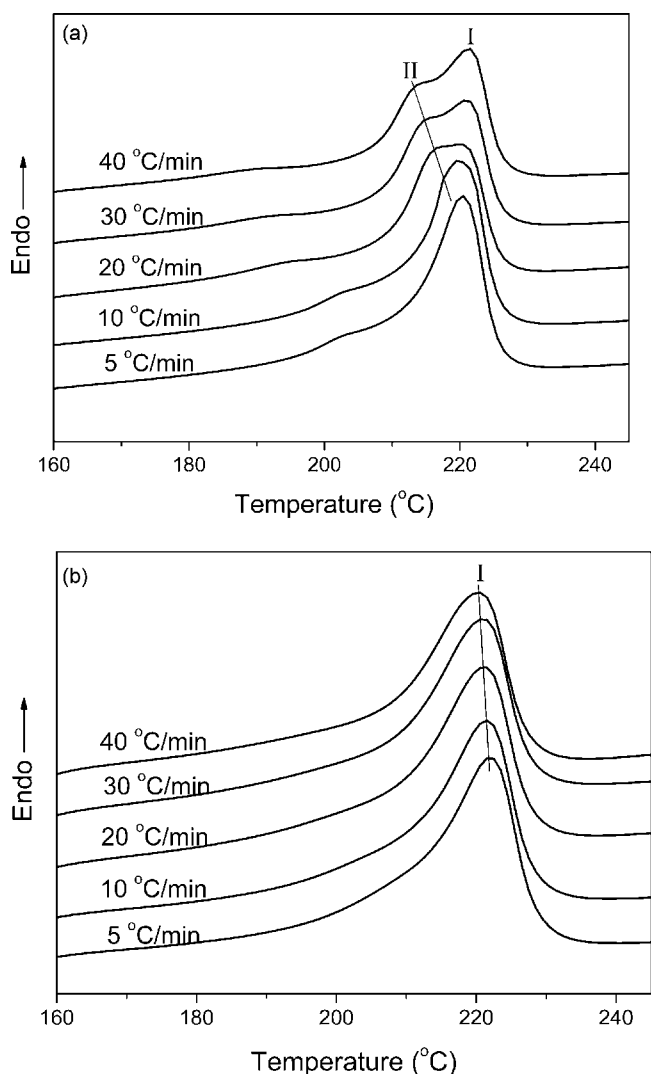 (a)
I
II
40 °C/min
30 °C/min
20 °C/min
10 °C/min
5 °C/min
Endo
160 180 200 220 240
Temperature (°C)
(b)
I
40 °C/min
30 °C/min
20 °C/min
10 °C/min
5 °C/min
Endo
160 180 200 220 240
Temperature (°C)